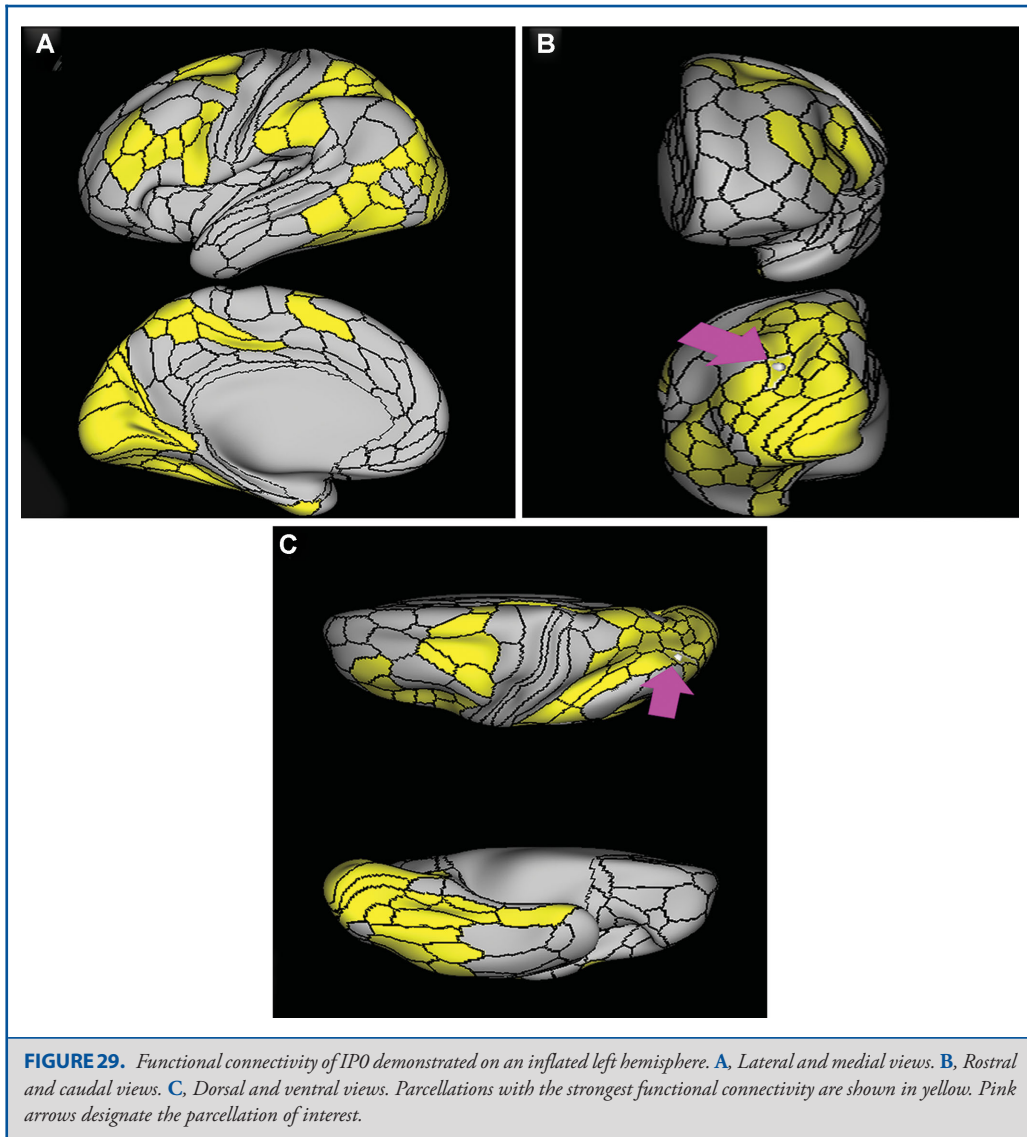 A
B
C
FIGURE 29. Functional connectivity of IP0 demonstrated on an inflated left hemisphere. A, Lateral and medial views. B, Rostral
and caudal views. C, Dorsal and ventral views. Parcellations with the strongest functional connectivity are shown in yellow. Pink
arrows designate the parcellation of interest.